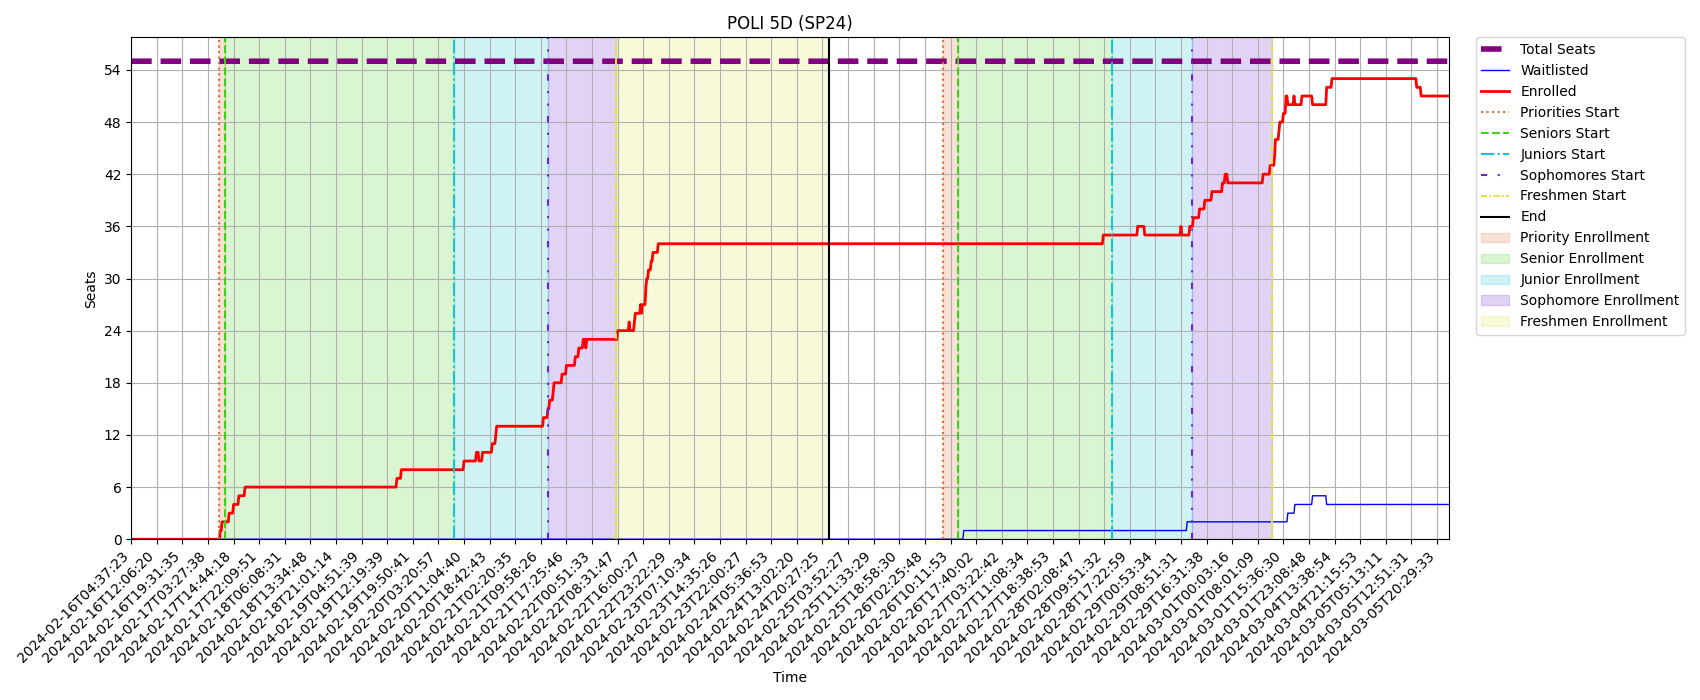 POLI 5D (SP24)
Seats
54
48
42
36
30
24
18
12
6
0
2024-02-16T04:37:23
2024-02-16T12:06:20
2024-02-16T19:31:35
2024-02-17T03:27:38
2024-02-17T14:44:18
2024-02-17T22:09:51
2024-02-18T06:08:31
2024-02-18T13:34:48
2024-02-18T21:01:14
2024-02-19T04:51:39
2024-02-19T12:19:35
2024-02-19T19:50:41
2024-02-20T03:20:57
2024-02-20T11:04:40
2024-02-20T18:42:43
2024-02-21T02:20:35
2024-02-21T09:58:26
2024-02-21T17:25:46
2024-02-22T00:51:33
2024-02-22T08:31:47
2024-02-22T16:00:27
2024-02-22T23:22:29
2024-02-23T07:10:34
2024-02-23T14:35:26
2024-02-23T22:00:27
2024-02-24T05:36:53
2024-02-24T13:02:20
2024-02-24T20:27:25
2024-02-25T03:52:27
2024-02-25T11:33:29
2024-02-25T18:58:30
2024-02-26T02:25:48
2024-02-26T10:11:53
2024-02-26T17:40:02
2024-02-27T03:22:42
2024-02-27T11:08:34
2024-02-27T18:38:53
2024-02-28T02:08:47
2024-02-28T09:51:32
2024-02-28T17:22:59
2024-02-29T00:53:34
2024-02-29T08:51:31
2024-02-29T16:31:38
2024-03-01T00:03:16
2024-03-01T08:01:09
2024-03-01T15:36:30
2024-03-01T23:08:48
2024-03-04T13:38:54
2024-03-04T21:15:53
2024-03-05T05:13:11
2024-03-05T12:51:31
2024-03-05T20:29:33
Time
Total Seats
Waitlisted
Enrolled
Priorities Start
Seniors Start
Juniors Start
Sophomores Start
Freshmen Start
End
Priority Enrollment
Senior Enrollment
Junior Enrollment
Sophomore Enrollment
Freshmen Enrollment